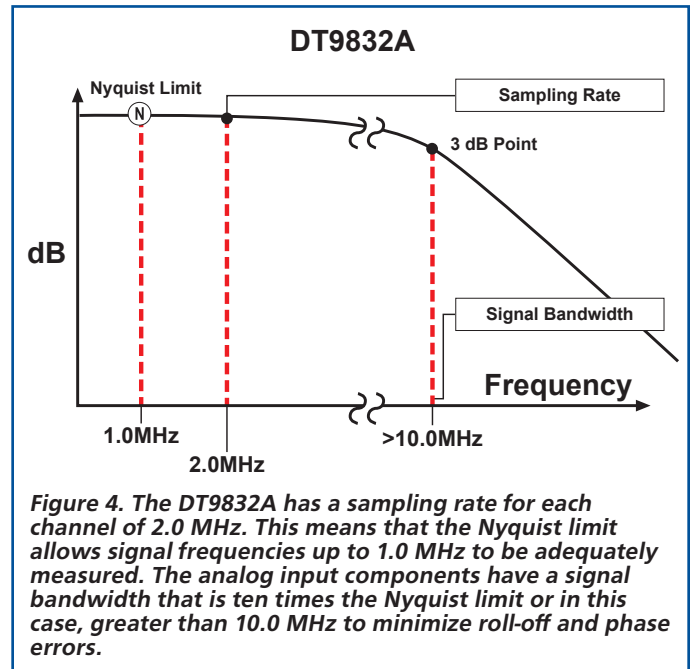 DT9832A
Nyquist Limit
Sampling Rate
N
3 dB Point
dB
Signal Bandwidth
Frequency
1.0MHz
2.0MHz
>10.0MHz
Figure 4. The DT9832A has a sampling rate for each
channel of 2.0 MHz. This means that the Nyquist limit
allows signal frequencies up to 1.0 MHz to be adequately
measured. The analog input components have a signal
bandwidth that is ten times the Nyquist limit or in this
case, greater than 10.0 MHz to minimize roll-off and phase
errors.